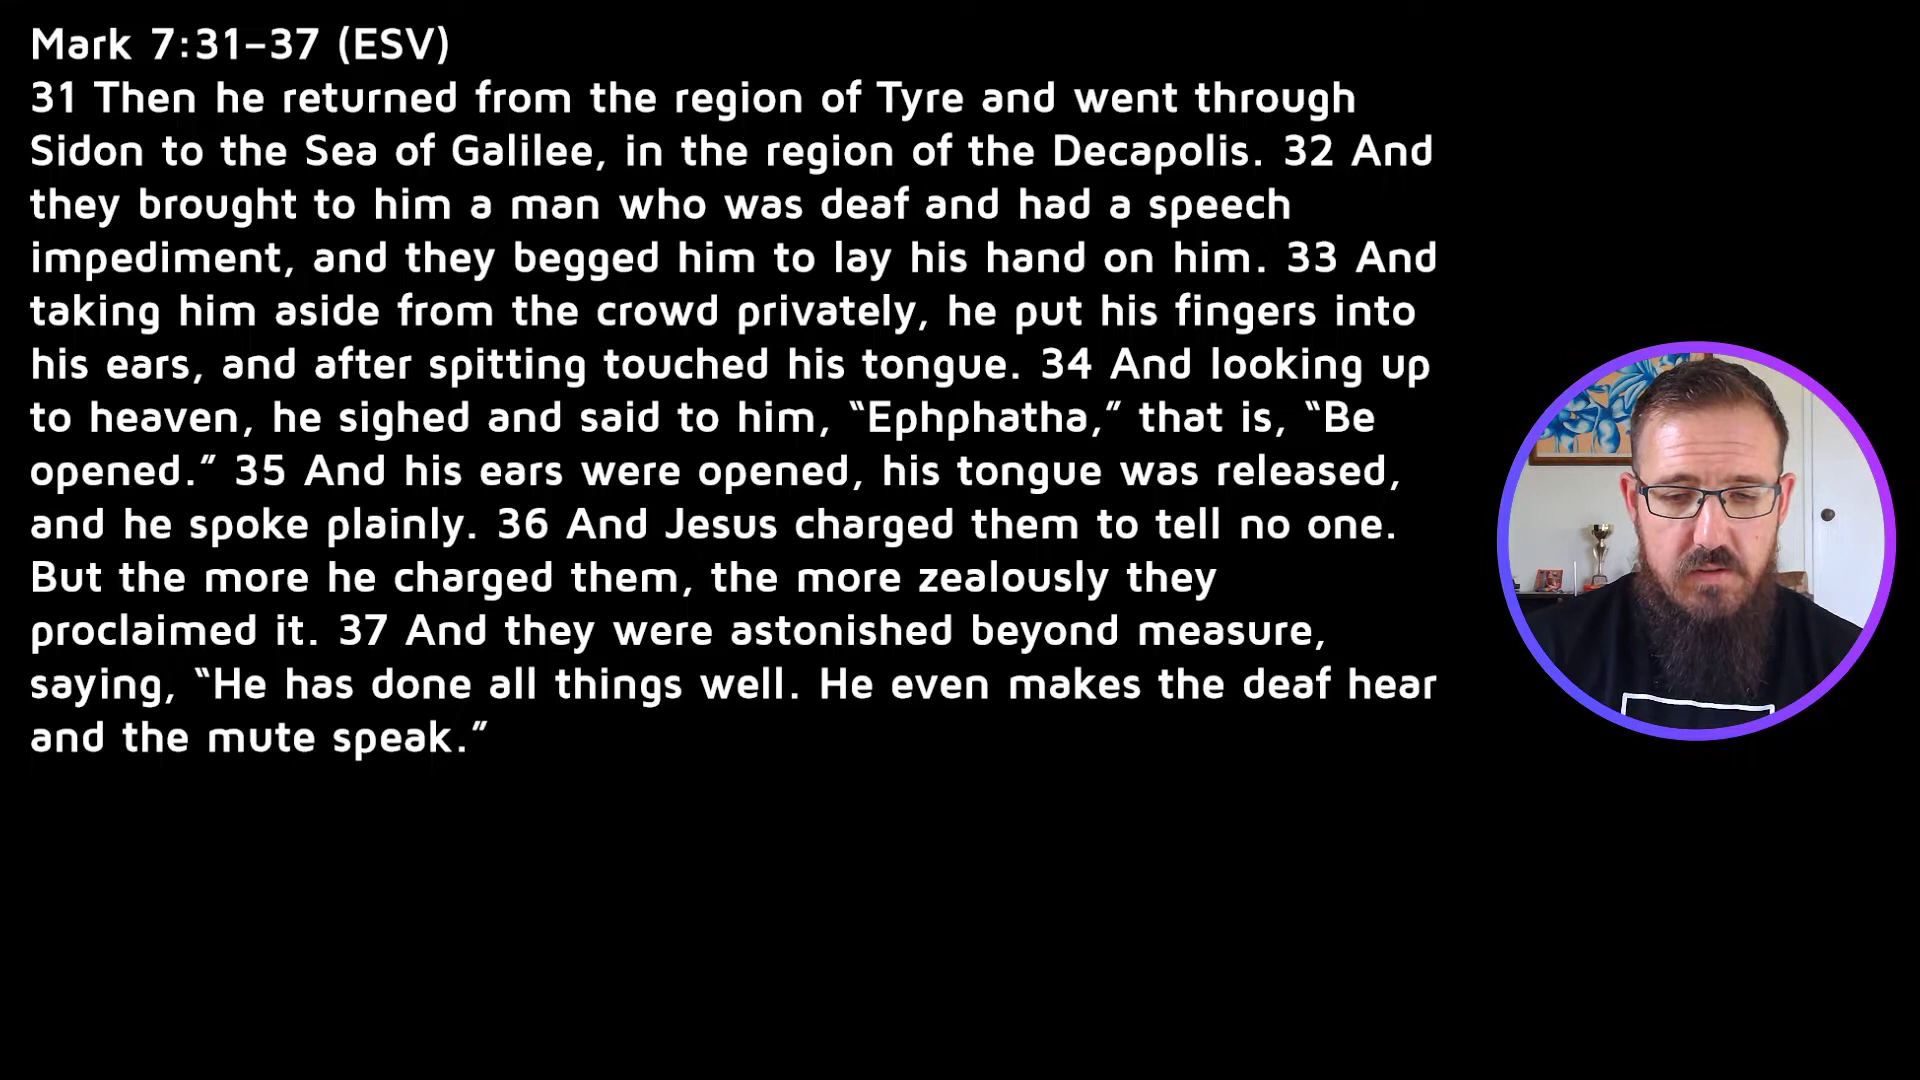 Mark 7:31–37 (ESV)
31 Then he returned from the region of Tyre and went through
Sidon to the Sea of Galilee, in the region of the Decapolis. 32 And
they brought to him a man who was deaf and had a speech
impediment, and they begged him to lay his hand on him. 33 And
taking him aside from the crowd privately, he put his fingers into
his ears, and after spitting touched his tongue. 34 And looking up
to heaven, he sighed and said to him, “Ephphatha,” that is, “Be
opened.” 35 And his ears were opened, his tongue was released,
and he spoke plainly. 36 And Jesus charged them to tell no one.
But the more he charged them, the more zealously they
proclaimed it. 37 And they were astonished beyond measure,
saying, “He has done all things well. He even makes the deaf hear
and the mute speak.”